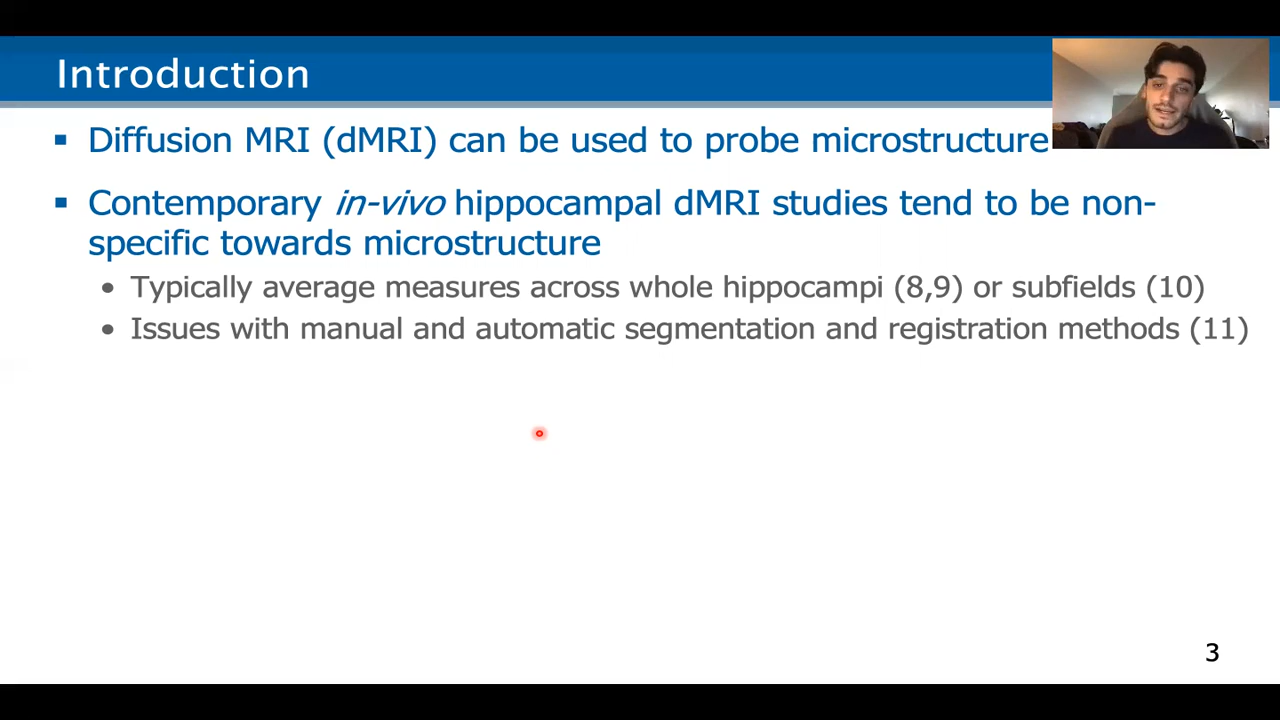 Introduction
▪ Diffusion MRI (dMRI) can be used to probe microstructure
▪ Contemporary in-vivo hippocampal dMRI studies tend to be non-
specific towards microstructure
• Typically average measures across whole hippocampi (8,9) or subfields (10)
• Issues with manual and automatic segmentation and registration methods (11)
3